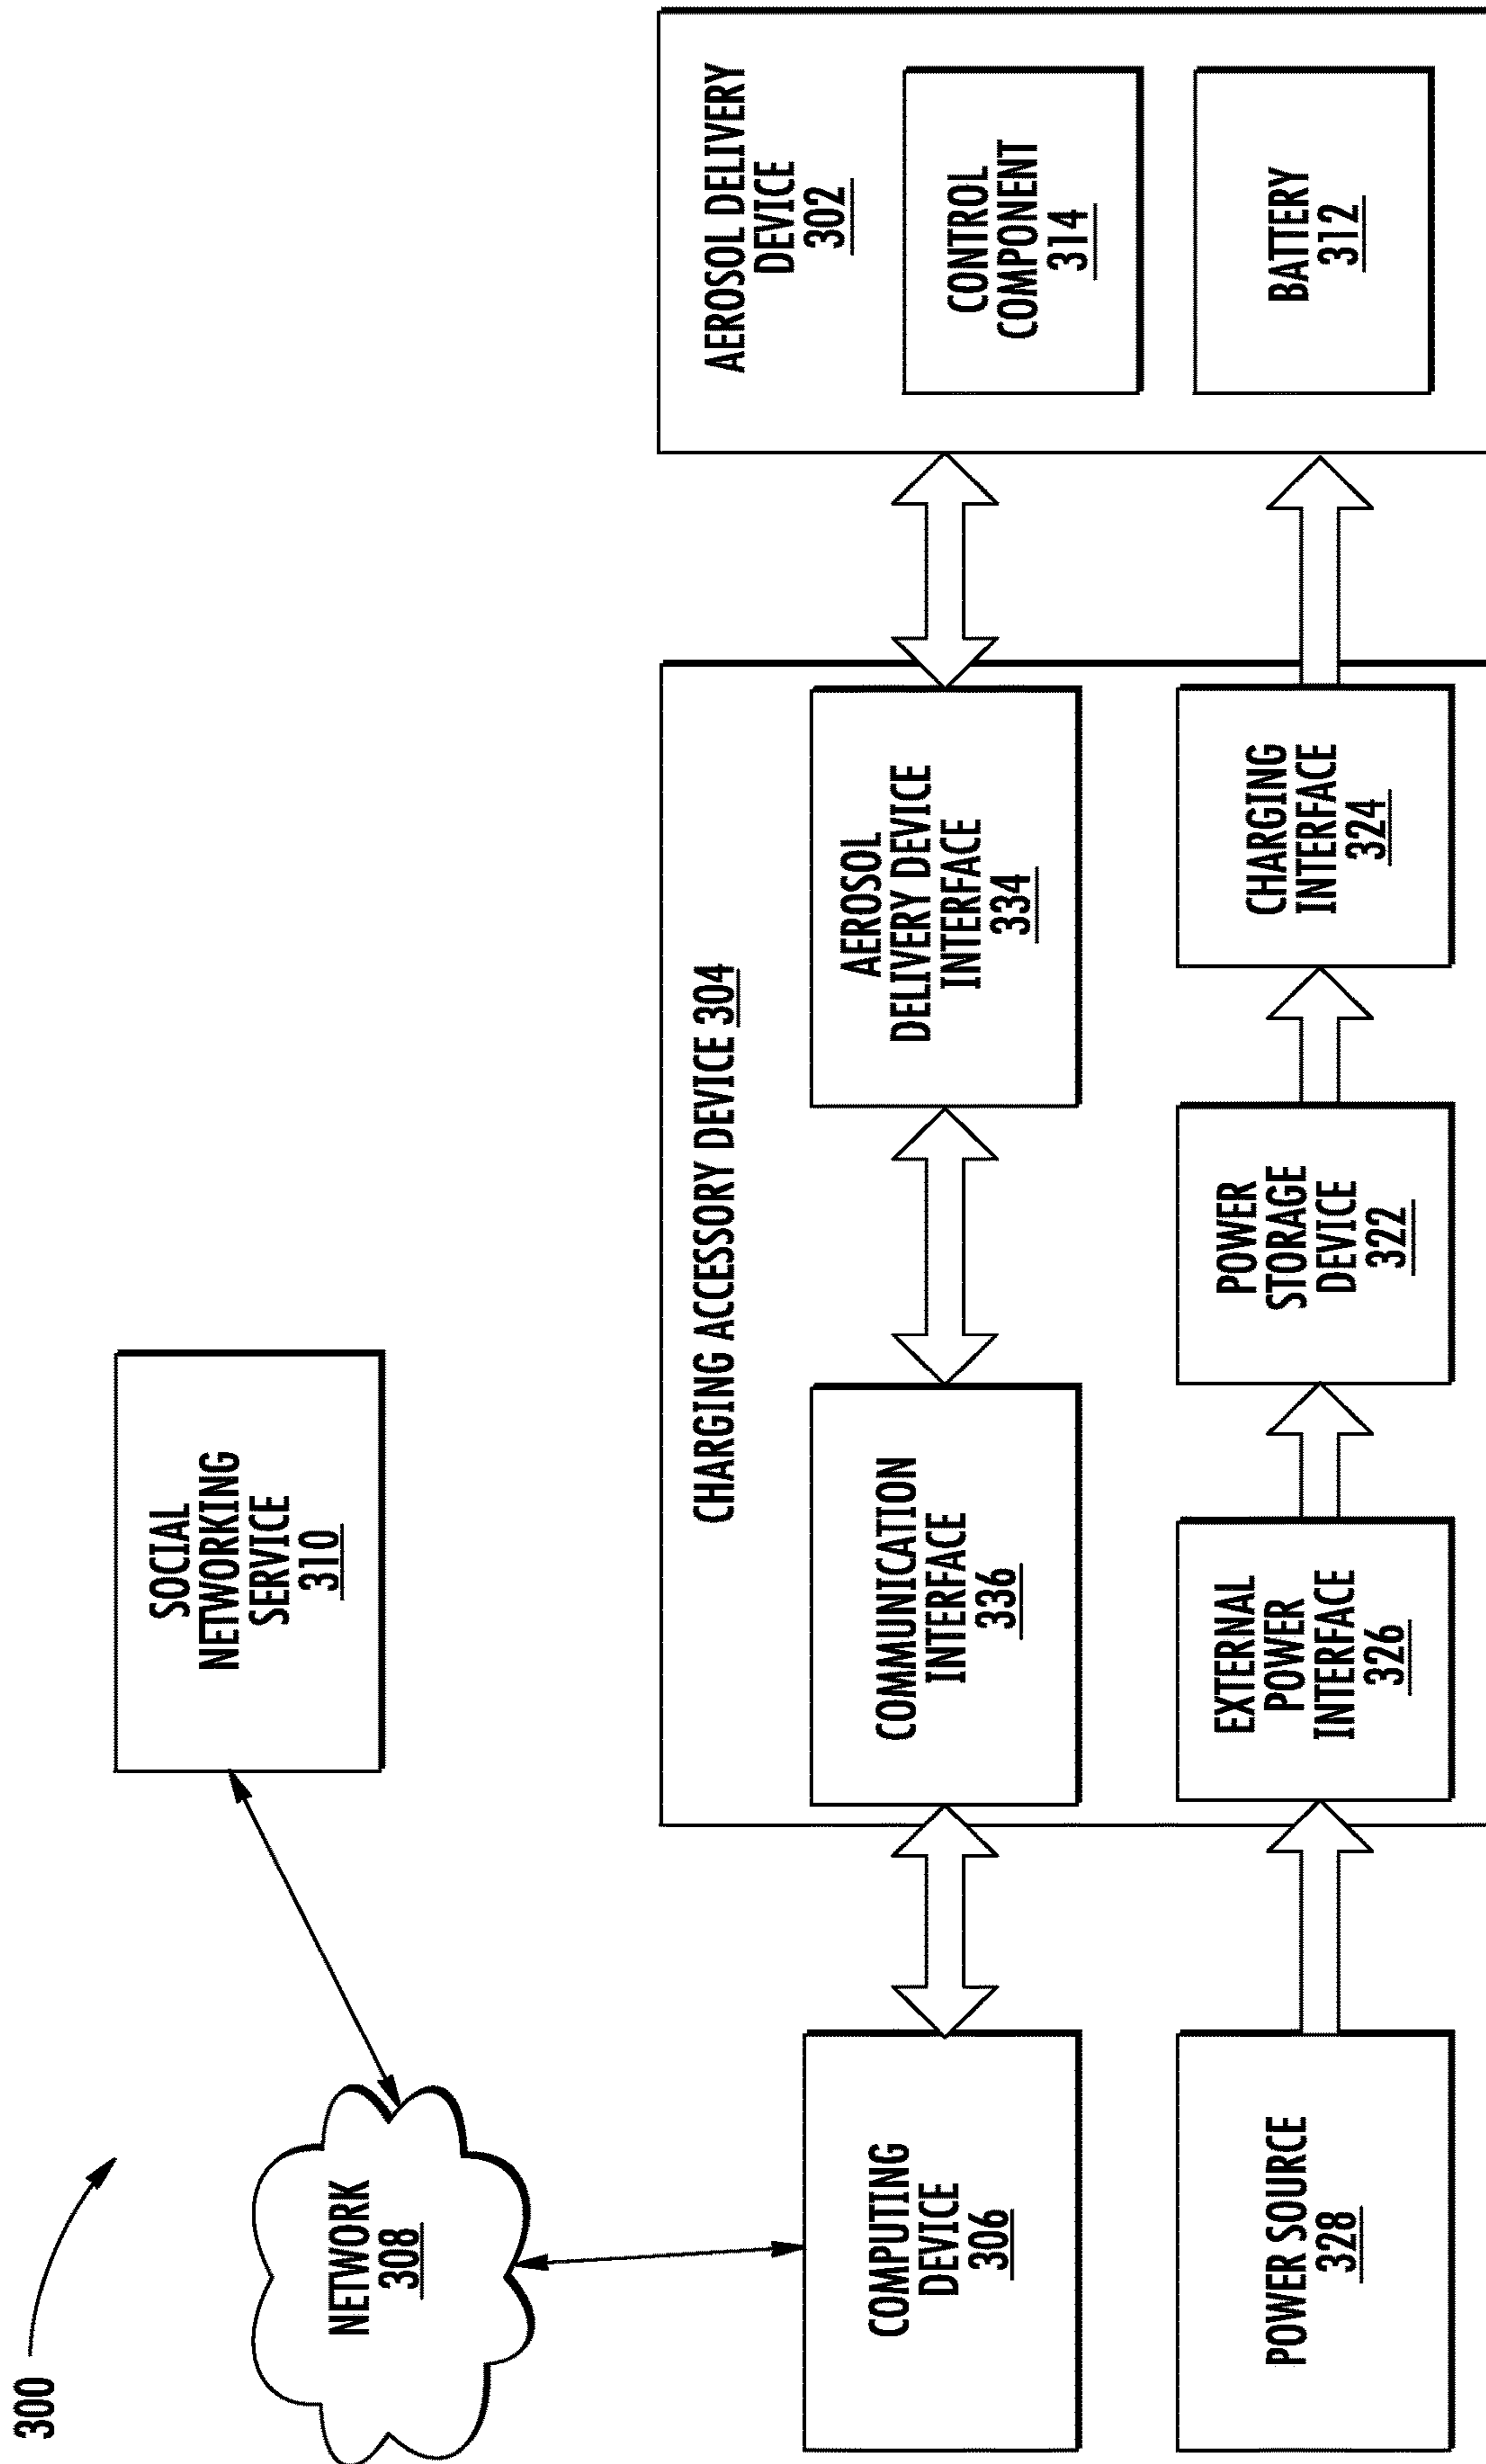 300
SOCIAL
NETWORKING
SERVICE
310
NETWORK
308
CHARGING ACCESSORY DEVICE 304
AEROSOL DELIVERY
DEVICE
302
COMPUTING
DEVICE
306
COMMUNICATION
INTERFACE
336
AEROSOL
DELIVERY DEVICE
INTERFACE
334
CONTROL
COMPONENT
314
POWER SOURCE
328
EXTERNAL
POWER
INTERFACE
326
POWER
STORAGE
DEVICE
322
CHARGING
INTERFACE
324
BATTERY
312